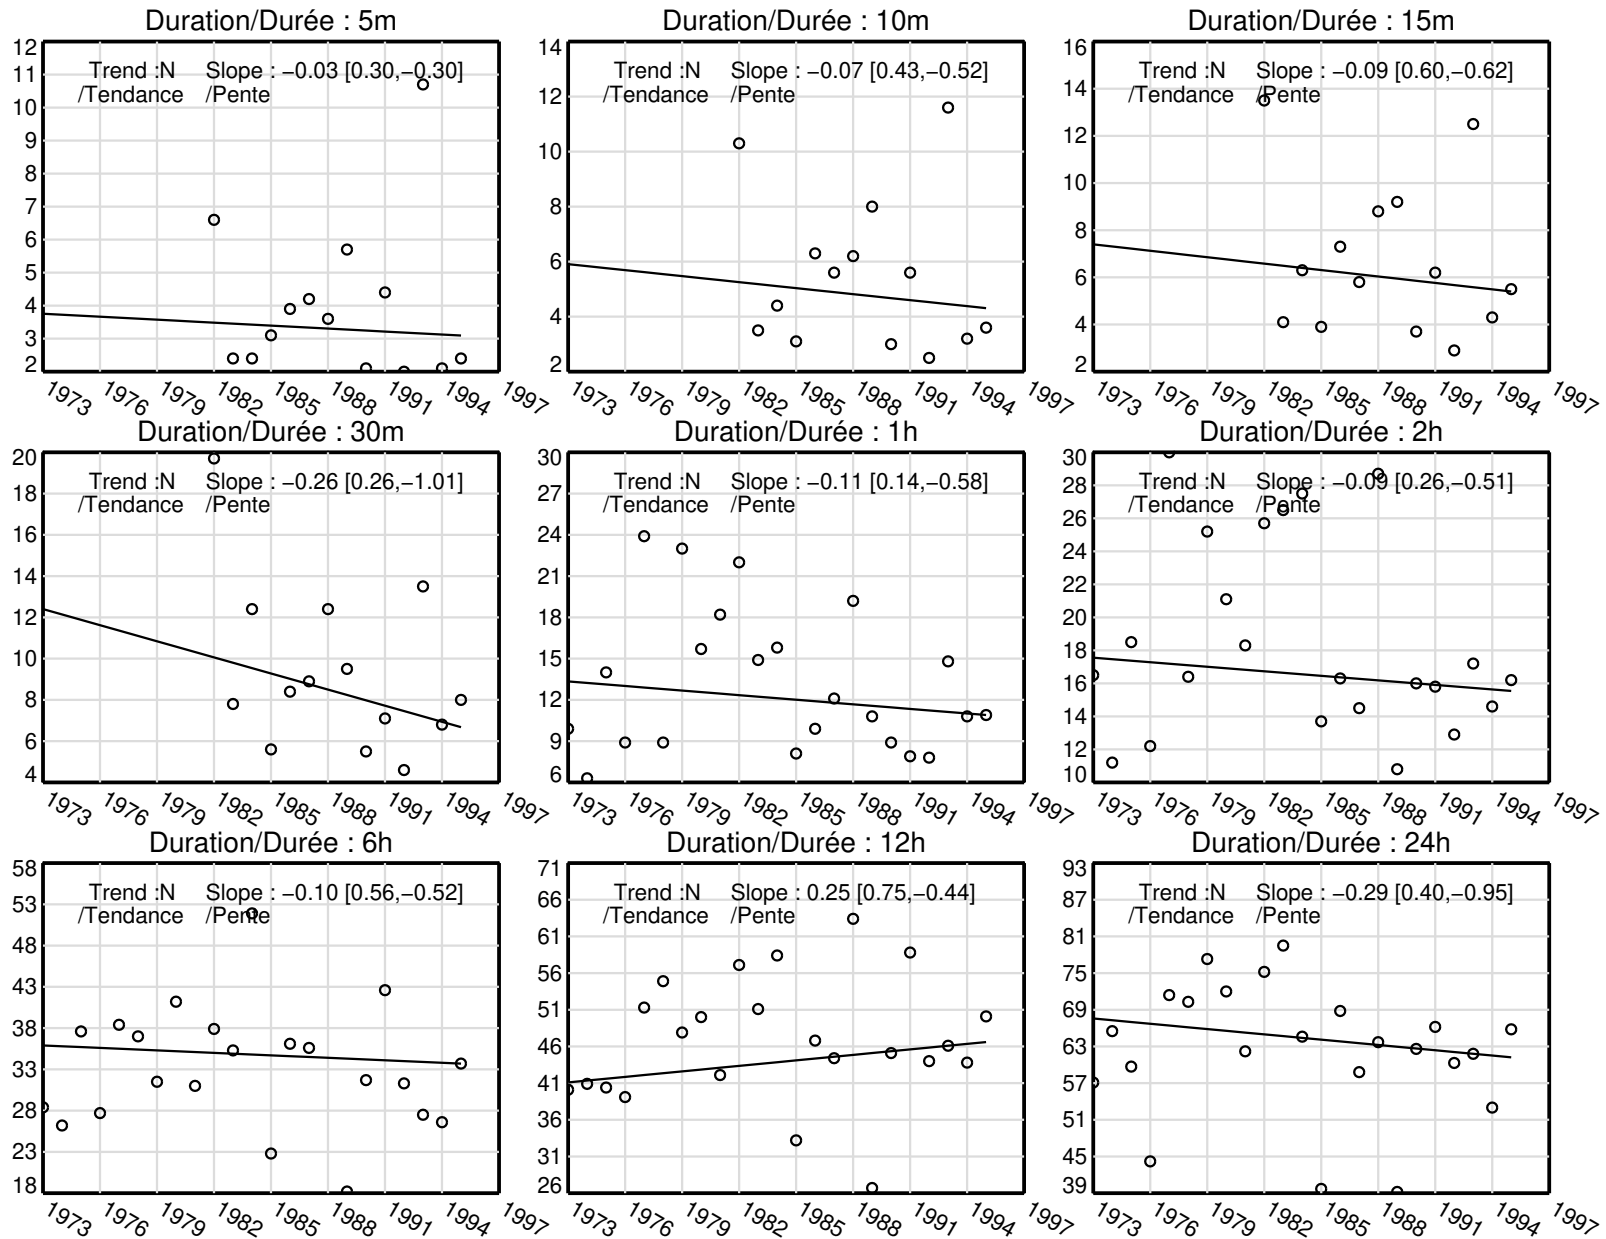 Duration/Durée : 5m
12
11
10
9
8
7
6
5
4
3
2
Trend :N Slope : −0.03 [0.30,−0.30]
/Tendance /Pente
1973 1976 1979 1982 1985 1988 1991 1994 1997
Duration/Durée : 10m
14
12
10
8
6
4
2
Trend :N Slope : −0.07 [0.43,−0.52]
/Tendance /Pente
1973 1976 1979 1982 1985 1988 1991 1994 1997
Duration/Durée : 15m
16
14
12
10
8
6
4
2
Trend :N Slope : −0.09 [0.60,−0.62]
/Tendance /Pente
1973 1976 1979 1982 1985 1988 1991 1994 1997
Duration/Durée : 30m
20
18
16
14
12
10
8
6
4
Trend :N Slope : −0.26 [0.26,−1.01]
/Tendance /Pente
1973 1976 1979 1982 1985 1988 1991 1994 1997
Duration/Durée : 1h
30
27
24
21
18
15
12
9
6
Trend :N Slope : −0.11 [0.14,−0.58]
/Tendance /Pente
1973 1976 1979 1982 1985 1988 1991 1994 1997
Duration/Durée : 2h
30
28
26
24
22
20
18
16
14
12
10
Trend :N Slope : −0.09 [0.26,−0.51]
/Tendance /Pente
1973 1976 1979 1982 1985 1988 1991 1994 1997
Duration/Durée : 6h
58
53
48
43
38
33
28
23
18
Trend :N Slope : −0.10 [0.56,−0.52]
/Tendance /Pente
1973 1976 1979 1982 1985 1988 1991 1994 1997
Duration/Durée : 12h
71
66
61
56
51
46
41
36
31
26
Trend :N Slope : 0.25 [0.75,−0.44]
/Tendance /Pente
1973 1976 1979 1982 1985 1988 1991 1994 1997
Duration/Durée : 24h
93
87
81
75
69
63
57
51
45
39
Trend :N Slope : −0.29 [0.40,−0.95]
/Tendance /Pente
1973 1976 1979 1982 1985 1988 1991 1994 1997